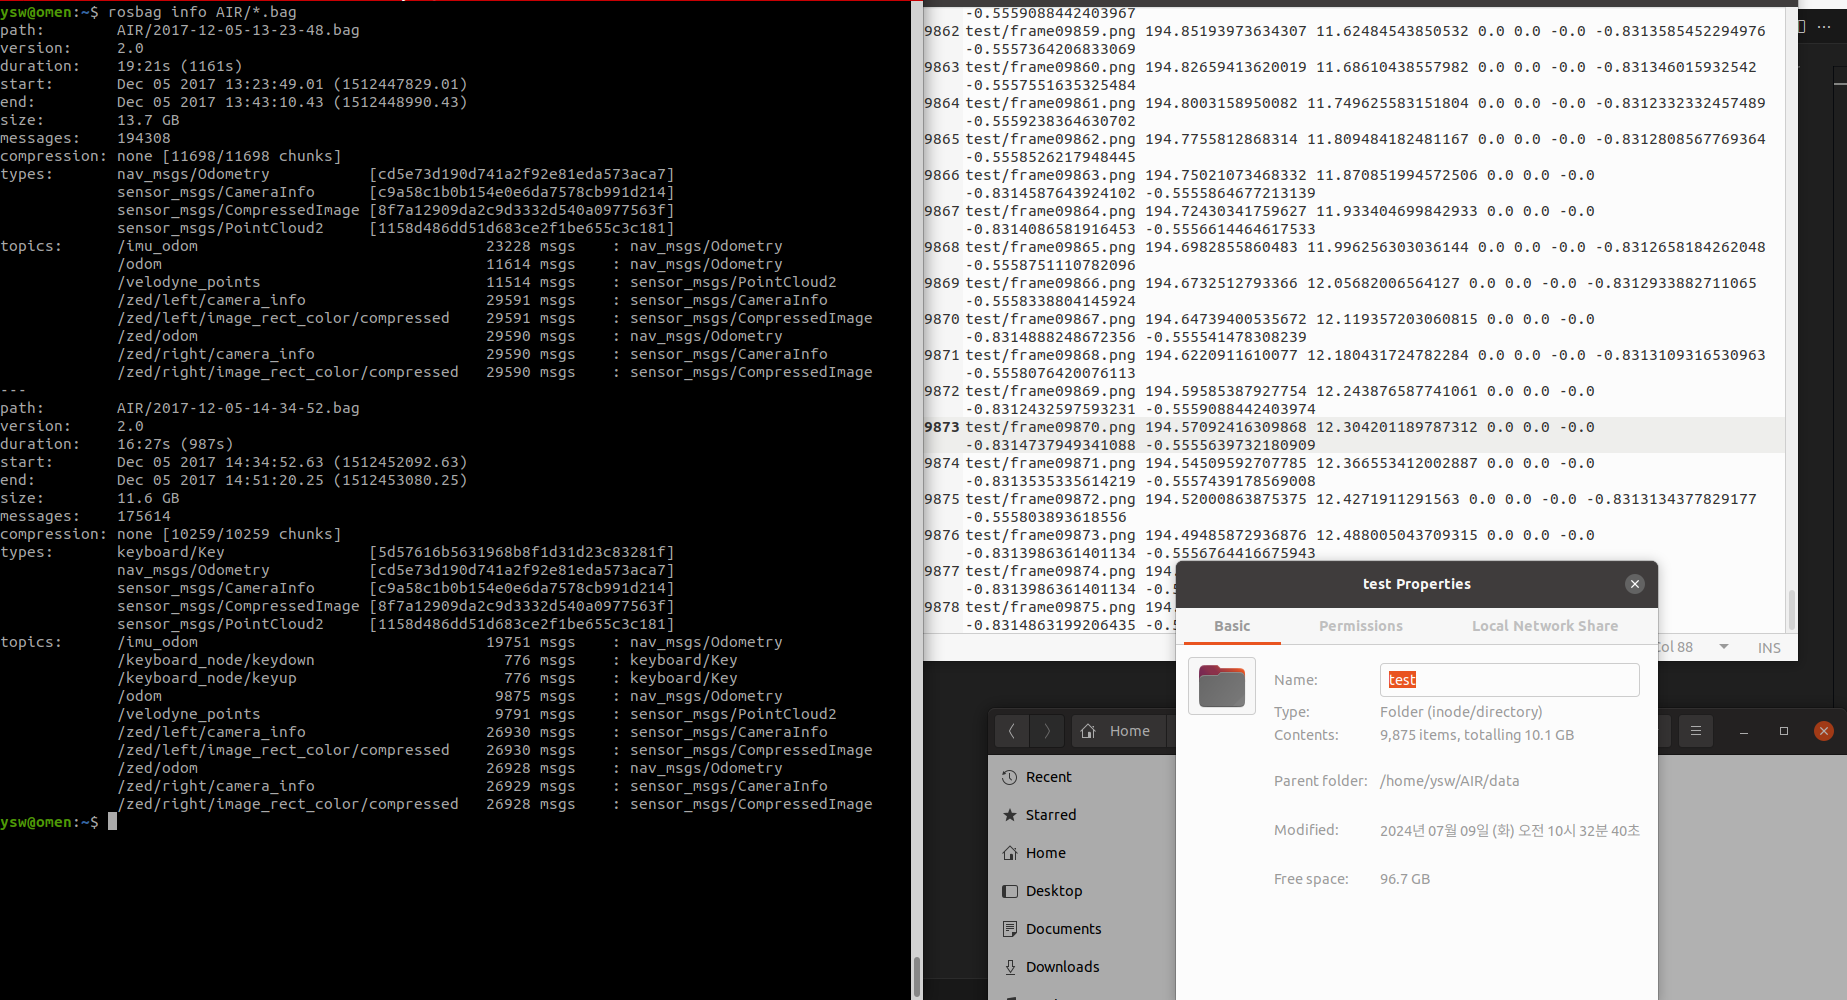 ysw@omen:~$ rosbag info AIR/*.bag
path:        AIR/2017-12-05-13-23-48.bag
version:     2.0
duration:    19:21s (1161s)
start:       Dec 05 2017 13:23:49.01 (1512447829.01)
end:         Dec 05 2017 13:43:10.43 (1512448990.43)
size:        13.7 GB
messages:    194308
compression: none [11698/11698 chunks]
types:       nav_msgs/Odometry           [cd5e73d190d741a2f92e81eda573aca7]
             sensor_msgs/CameraInfo      [c9a58c1b0b154e0e6da7578cb991d214]
             sensor_msgs/CompressedImage [8f7a12909da2c9d3332d540a0977563f]
             sensor_msgs/PointCloud2     [1158d486dd51d683ce2f1be655c3c181]
topics:      /imu_odom                                23228 msgs    : nav_msgs/Odometry
             /odom                                    11614 msgs    : nav_msgs/Odometry
             /velodyne_points                         11514 msgs    : sensor_msgs/PointCloud2
             /zed/left/camera_info                    29591 msgs    : sensor_msgs/CameraInfo
             /zed/left/image_rect_color/compressed    29591 msgs    : sensor_msgs/CompressedImage
             /zed/odom                                29590 msgs    : nav_msgs/Odometry
             /zed/right/camera_info                   29590 msgs    : sensor_msgs/CameraInfo
             /zed/right/image_rect_color/compressed   29590 msgs    : sensor_msgs/CompressedImage
---
path:        AIR/2017-12-05-14-34-52.bag
version:     2.0
duration:    16:27s (987s)
start:       Dec 05 2017 14:34:52.63 (1512452092.63)
end:         Dec 05 2017 14:51:20.25 (1512453080.25)
size:        11.6 GB
messages:    175614
compression: none [10259/10259 chunks]
types:       keyboard/Key                [5d57616b5631968b8f1d31d23c83281f]
             nav_msgs/Odometry           [cd5e73d190d741a2f92e81eda573aca7]
             sensor_msgs/CameraInfo      [c9a58c1b0b154e0e6da7578cb991d214]
             sensor_msgs/CompressedImage [8f7a12909da2c9d3332d540a0977563f]
             sensor_msgs/PointCloud2     [1158d486dd51d683ce2f1be655c3c181]
topics:      /imu_odom                                19751 msgs    : nav_msgs/Odometry
             /keyboard_node/keydown                     776 msgs    : keyboard/Key
             /keyboard_node/keyup                       776 msgs    : keyboard/Key
             /odom                                     9875 msgs    : nav_msgs/Odometry
             /velodyne_points                          9791 msgs    : sensor_msgs/PointCloud2
             /zed/left/camera_info                    26930 msgs    : sensor_msgs/CameraInfo
             /zed/left/image_rect_color/compressed    26930 msgs    : sensor_msgs/CompressedImage
             /zed/odom                                26928 msgs    : nav_msgs/Odometry
             /zed/right/camera_info                   26929 msgs    : sensor_msgs/CameraInfo
             /zed/right/image_rect_color/compressed   26928 msgs    : sensor_msgs/CompressedImage
ysw@omen:~$
-0.5559088442403967
9862 test/frame09859.png 194.85193973634307 11.62484543850532 0.0 0.0 -0.0 -0.8313585452294976
-0.5557364206833069
9863 test/frame09860.png 194.82659413620019 11.68610438557982 0.0 0.0 -0.0 -0.831346015932542
-0.5557551635325484
9864 test/frame09861.png 194.8003158950082 11.749625583151804 0.0 0.0 -0.0 -0.8312332332457489
-0.5559238364630702
9865 test/frame09862.png 194.7755812868314 11.809484182481167 0.0 0.0 -0.0 -0.8312808567769364
-0.5558526217948445
9866 test/frame09863.png 194.75021073468332 11.870851994572506 0.0 0.0 -0.0
-0.8314587643924102 -0.5555864677213139
9867 test/frame09864.png 194.72430341759627 11.933404699842933 0.0 0.0 -0.0
-0.8314086581916453 -0.5556614464617533
9868 test/frame09865.png 194.6982855860483 11.996256303036144 0.0 0.0 -0.0 -0.8312658184262048
-0.5558751110782096
9869 test/frame09866.png 194.6732512793366 12.05682006564127 0.0 0.0 -0.0 -0.8312933882711065
-0.5558338804145924
9870 test/frame09867.png 194.64739400535672 12.119357203060815 0.0 0.0 -0.0
-0.8314888248672356 -0.555541478308239
9871 test/frame09868.png 194.6220911610077 12.180431724782284 0.0 0.0 -0.0 -0.8313109316530963
-0.5558076420076113
9872 test/frame09869.png 194.59585387927754 12.243876587741061 0.0 0.0 -0.0
-0.8312432597593231 -0.5559088442403974
9873 test/frame09870.png 194.57092416309868 12.304201189787312 0.0 0.0 -0.0
-0.8314737949341088 -0.5555639732180909
9874 test/frame09871.png 194.54509592707785 12.366553412002887 0.0 0.0 -0.0
-0.8313535335614219 -0.5557439178569008
9875 test/frame09872.png 194.52000863875375 12.4271911291563 0.0 0.0 -0.0 -0.8313134377829177
-0.555803893618556
9876 test/frame09873.png 194.49485872936876 12.488005043709315 0.0 0.0 -0.0
-0.8313986361401134 -0.5556764416675943
9877 test/frame09874.png 194.
-0.8313986361401134 -0.5
9878 test/frame09875.png 194.
-0.8314863199206435 -0.5
Col 88 INS
test Properties
Basic Permissions Local Network Share
Name: test
Type: Folder (inode/directory)
Contents: 9,875 items, totalling 10.1 GB
Parent folder: /home/ysw/AIR/data
Modified: 2024년 07월 09일 (화) 오전 10시 32분 40초
Free space: 96.7 GB
Home
Recent
Starred
Home
Desktop
Documents
Downloads